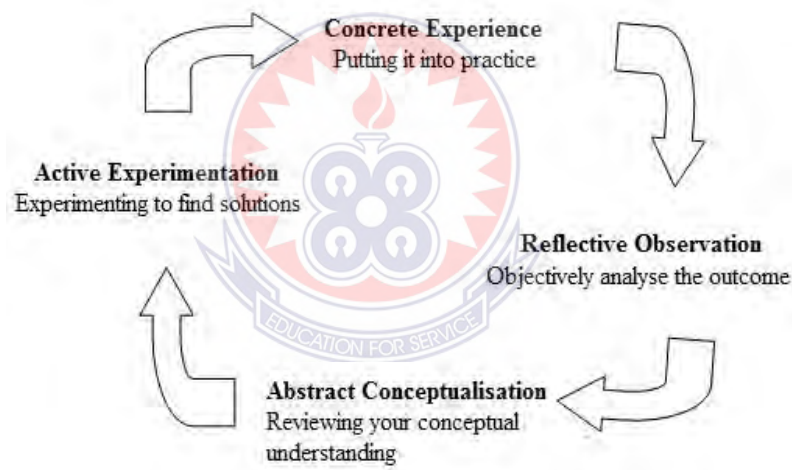 Concrete Experience
Putting it into practice
Active Experimentation
Experimenting to find solutions
Reflective Observation
Objectively analyse the outcome
EDUCATION FOR SERVICE
Abstract Conceptualisation
Reviewing your conceptual
understanding